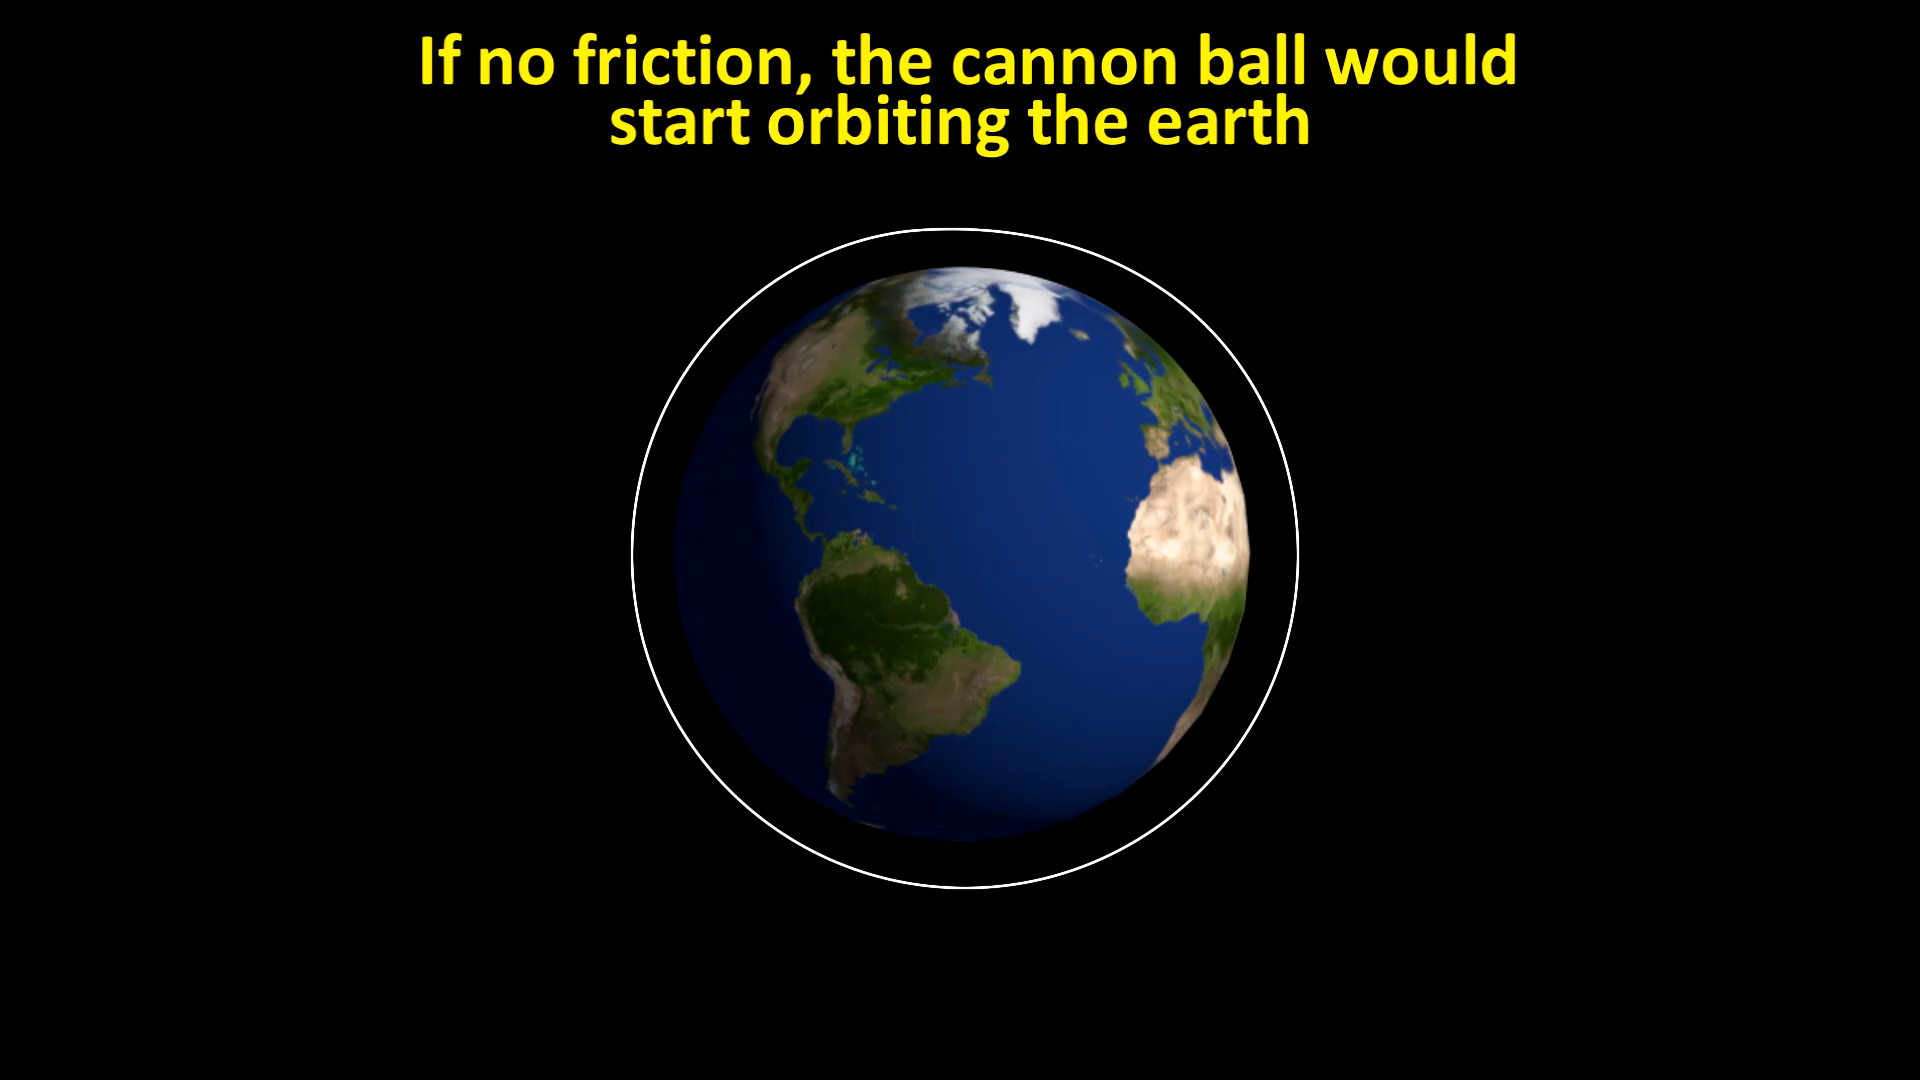 If no friction, the cannon ball would
start orbiting the earth